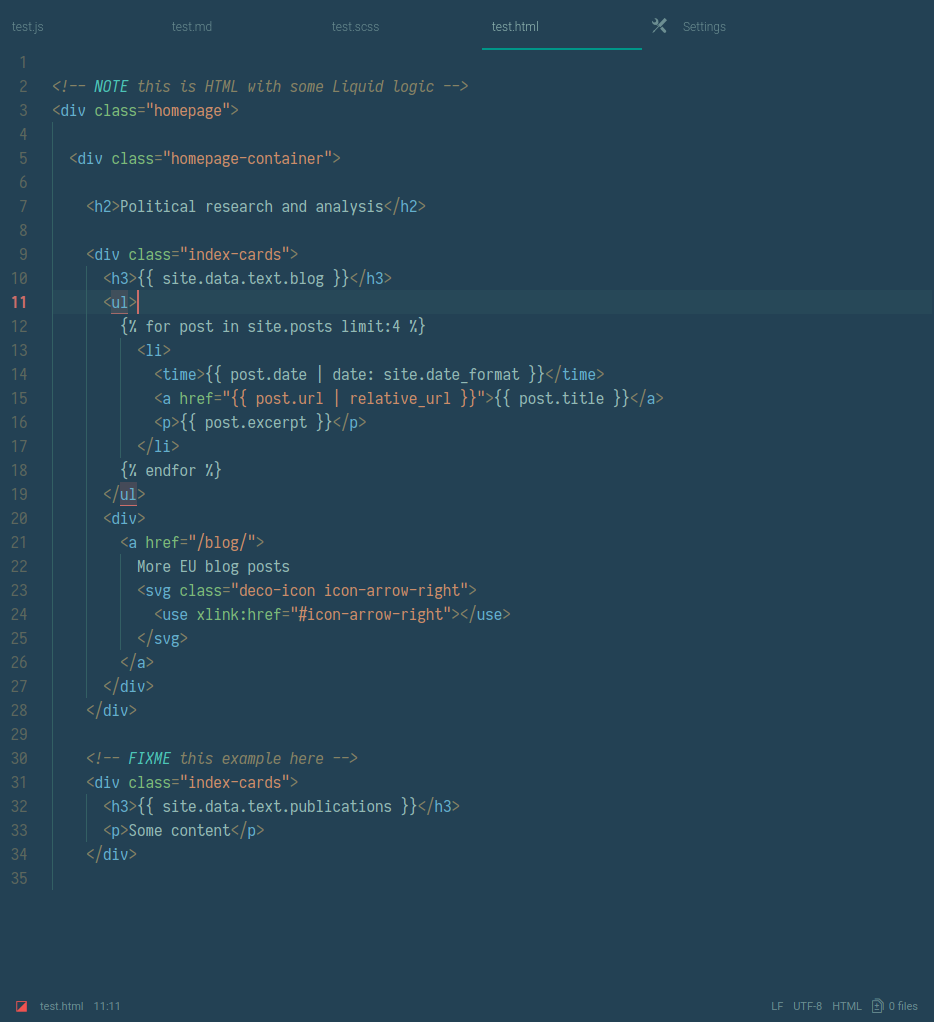 test.js test.md test.scss test.html Settings
1
2 <!-- NOTE this is HTML with some Liquid logic -->
3 <div class="homepage">
4
5 <div class="homepage-container">
6
7 <h2>Political research and analysis</h2>
8
9 <div class="index-cards">
10 <h3>{{ site.data.text.blog }}</h3>
11 <ul>
12 {% for post in site.posts limit:4 %}
13 <li>
14 <time>{{ post.date | date: site.date_format }}</time>
15 <a href="{{ post.url | relative_url }}">{{ post.title }}</a>
16 <p>{{ post.excerpt }}</p>
17 </li>
18 {% endfor %}
19 </ul>
20 <div>
21 <a href="/blog/">
22 More EU blog posts
23 <svg class="deco-icon icon-arrow-right">
24 <use xlink:href="#icon-arrow-right"></use>
25 </svg>
26 </a>
27 </div>
28 </div>
29
30 <!-- FIXME this example here -->
31 <div class="index-cards">
32 <h3>{{ site.data.text.publications }}</h3>
33 <p>Some content</p>
34 </div>
35
test.html 11:11 LF UTF-8 HTML 0 files